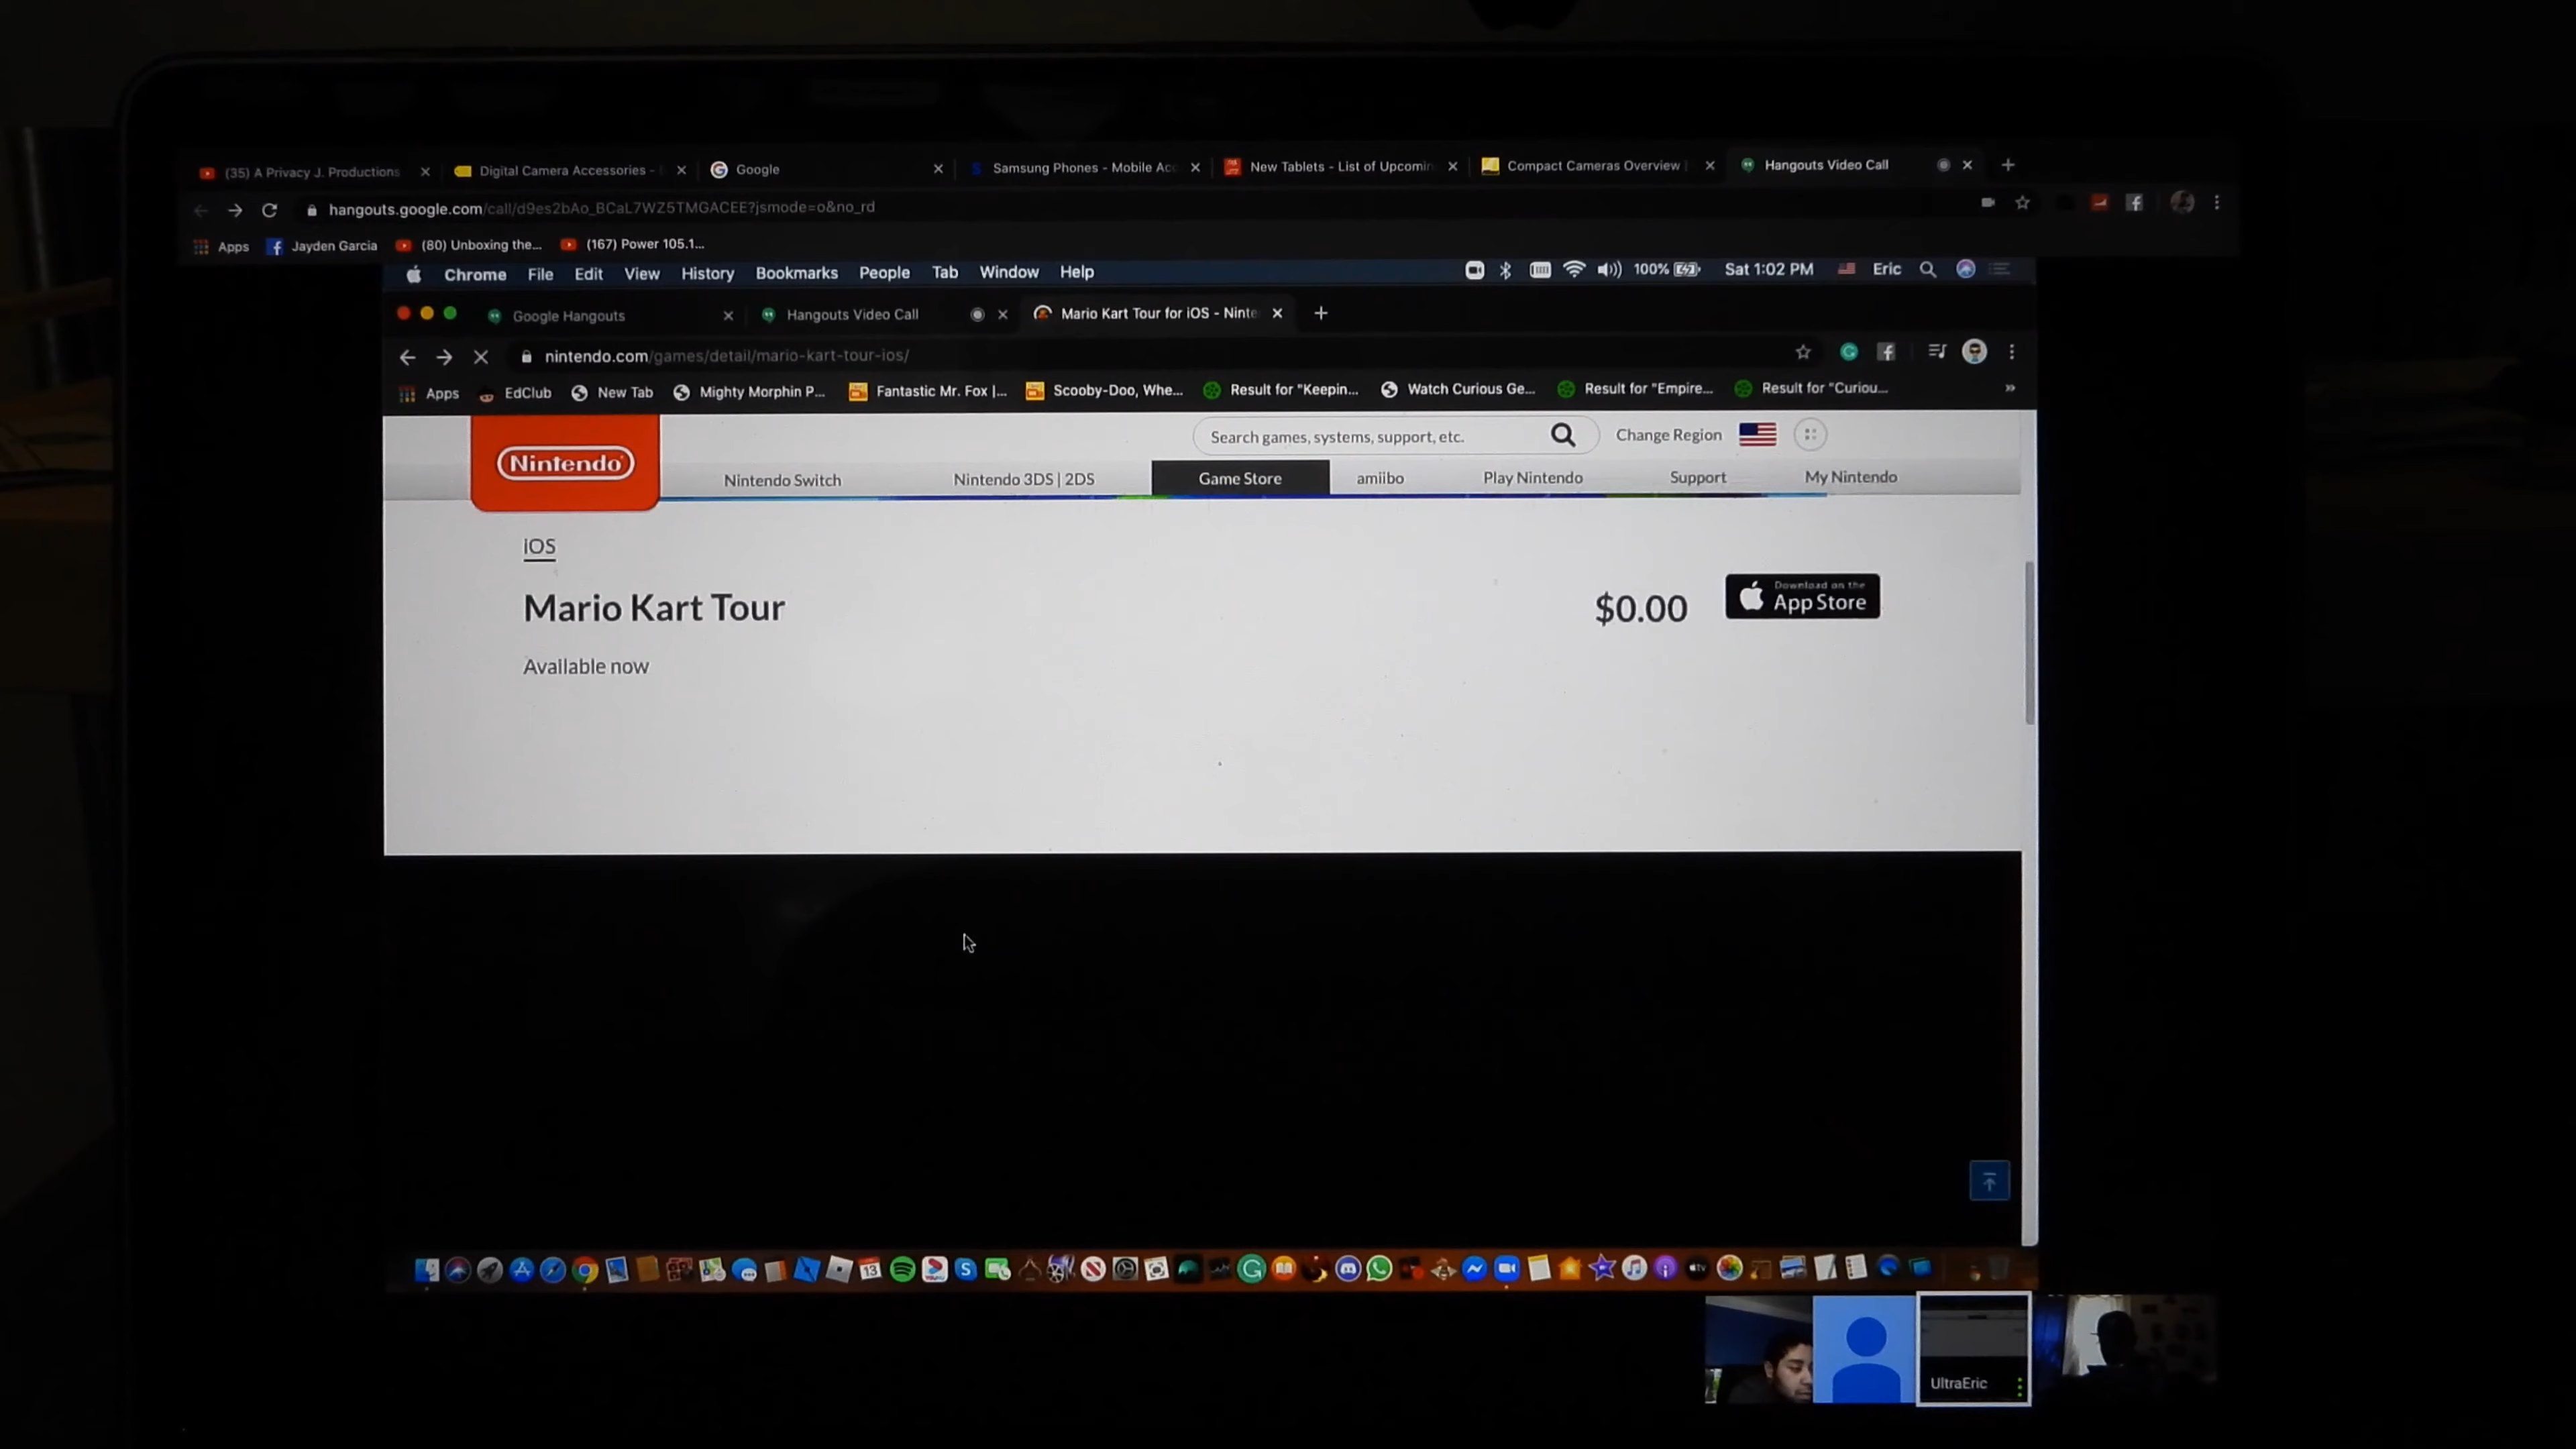 (35) A Privacy J. Productions
Digital Camera Accessories -
Google
Samsung Phones - Mobile Acc
New Tablets - List of Upcomin
Compact Cameras Overview |
Hangouts Video Call
hangouts.google.com/call/d9es2bAo_BCaL7WZ5TMGACEE?jsmode=o&no_rd
Apps
Jayden Garcia
(80) Unboxing the...
(167) Power 105.1...
Chrome File Edit View History Bookmarks People Tab Window Help
100%
Sat 1:02 PM
Eric
Google Hangouts
Hangouts Video Call
Mario Kart Tour for iOS - Ninte
nintendo.com/games/detail/mario-kart-tour-ios/
Apps
EdClub
New Tab
Mighty Morphin P...
Fantastic Mr. Fox |...
Scooby-Doo, Whe...
Result for "Keepin...
Watch Curious Ge...
Result for "Empire...
Result for "Curiou...
Nintendo
Search games, systems, support, etc.
Change Region
Nintendo Switch
Nintendo 3DS | 2DS
Game Store
amiibo
Play Nintendo
Support
My Nintendo
iOS
Mario Kart Tour
$0.00
Download on the
App Store
Available now
13
UltraEric